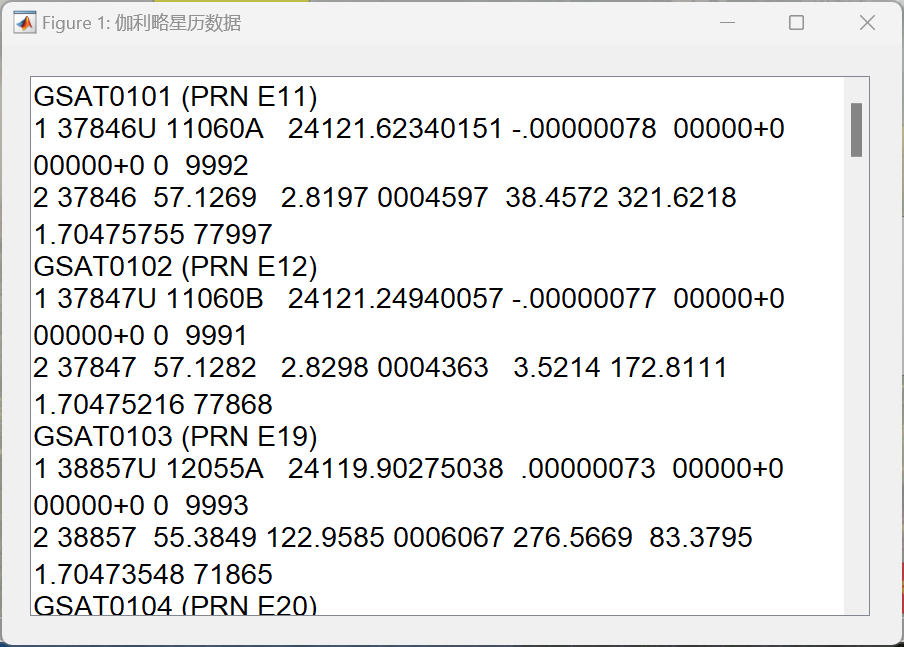 Figure 1: 伽利略星历数据
GSAT0101 (PRN E11)
1 37846U 11060A   24121.62340151 -.00000078  00000+0
00000+0 0  9992
2 37846  57.1269   2.8197 0004597  38.4572 321.6218
1.70475755 77997
GSAT0102 (PRN E12)
1 37847U 11060B   24121.24940057 -.00000077  00000+0
00000+0 0  9991
2 37847  57.1282   2.8298 0004363   3.5214 172.8111
1.70475216 77868
GSAT0103 (PRN E19)
1 38857U 12055A   24119.90275038  .00000073  00000+0
00000+0 0  9993
2 38857  55.3849 122.9585 0006067 276.5669  83.3795
1.70473548 71865
GSAT0104 (PRN E20)